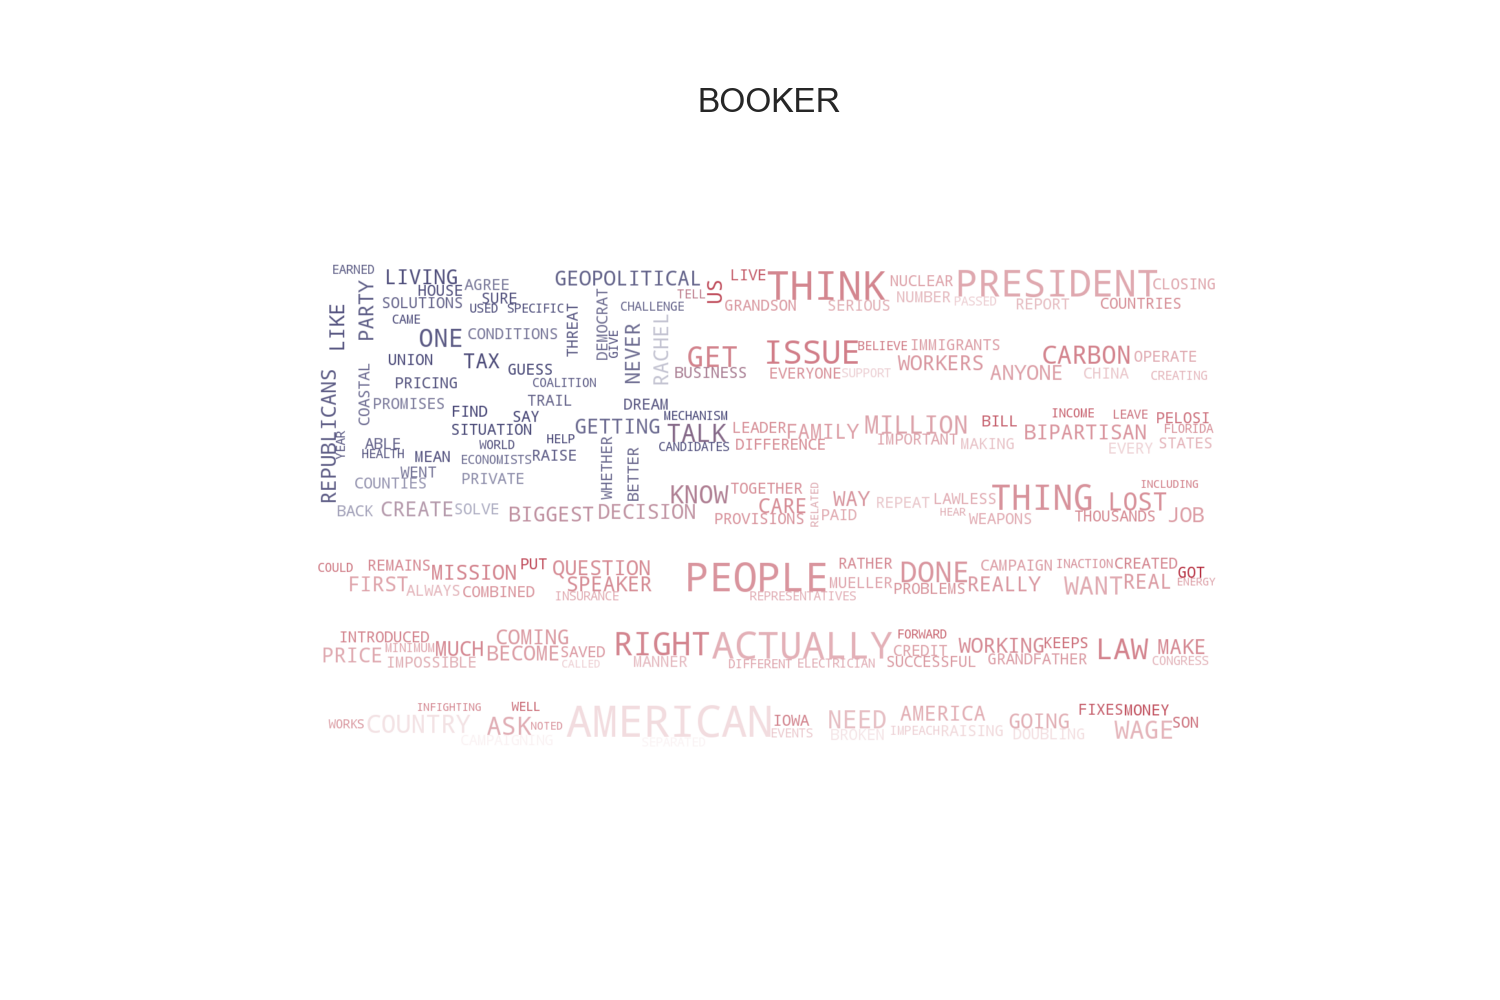 BOOKER
EARNED LIVING AGREE GEOPOLITICAL LIVE THINK NUCLEAR PRESIDENT CLOSING
HOUSE SURE TELL US NUMBER
SOLUTIONS USED SPECIFIC CHALLENGE GRANDSON SERIOUS PASSED REPORT COUNTRIES
LIKE PARTY CAME THREAT DEMOCRAT GIVE NEVER RACHEL
ONE CONDITIONS
UNION TAX GUESS GET ISSUE BELIEVE IMMIGRANTS WORKERS CARBON OPERATE
PRICING COALITION BUSINESS EVERYONE SUPPORT ANYONE CHINA CREATING
REPUBLICANS COASTAL PROMISES TRAIL DREAM
FIND SAY MECHANISM INCOME LEAVE PELOSI
SITUATION GETTING TALK LEADER FAMILY MILLION BILL BIPARTISAN FLORIDA
YEAR ABLE WORLD HELP CANDIDATES DIFFERENCE IMPORTANT MAKING EVERY STATES
HEALTH MEAN ECONOMISTS RAISE
WENT PRIVATE WHETHER BETTER
COUNTIES KNOW TOGETHER RELATED WAY REPEAT LAWLESS THING LOST INCLUDING
BACK CREATE SOLVE BIGGEST DECISION CARE PROVISIONS PAID HEAR WEAPONS THOUSANDS JOB
COULD REMAINS MISSION PUT QUESTION PEOPLE RATHER DONE CAMPAIGN INACTION CREATED GOT
FIRST ALWAYS COMBINED SPEAKER MUELLER PROBLEMS REALLY WANT REAL ENERGY
INSURANCE REPRESENTATIVES
INTRODUCED COMING RIGHT ACTUALLY FORWARD WORKING KEEPS LAW MAKE
PRICE MINIMUM MUCH BECOME SAVED CREDIT GRANDFATHER
IMPOSSIBLE CALLED MANNER DIFFERENT ELECTRICIAN SUCCESSFUL CONGRESS
INFIGHTING WELL AMERICAN IOWA NEED AMERICA GOING FIXES MONEY
WORKS COUNTRY ASK NOTED EVENTS IMPEACH RAISING WAGE SON
CAMPAIGNING SEPARATED BROKEN DOUBLING